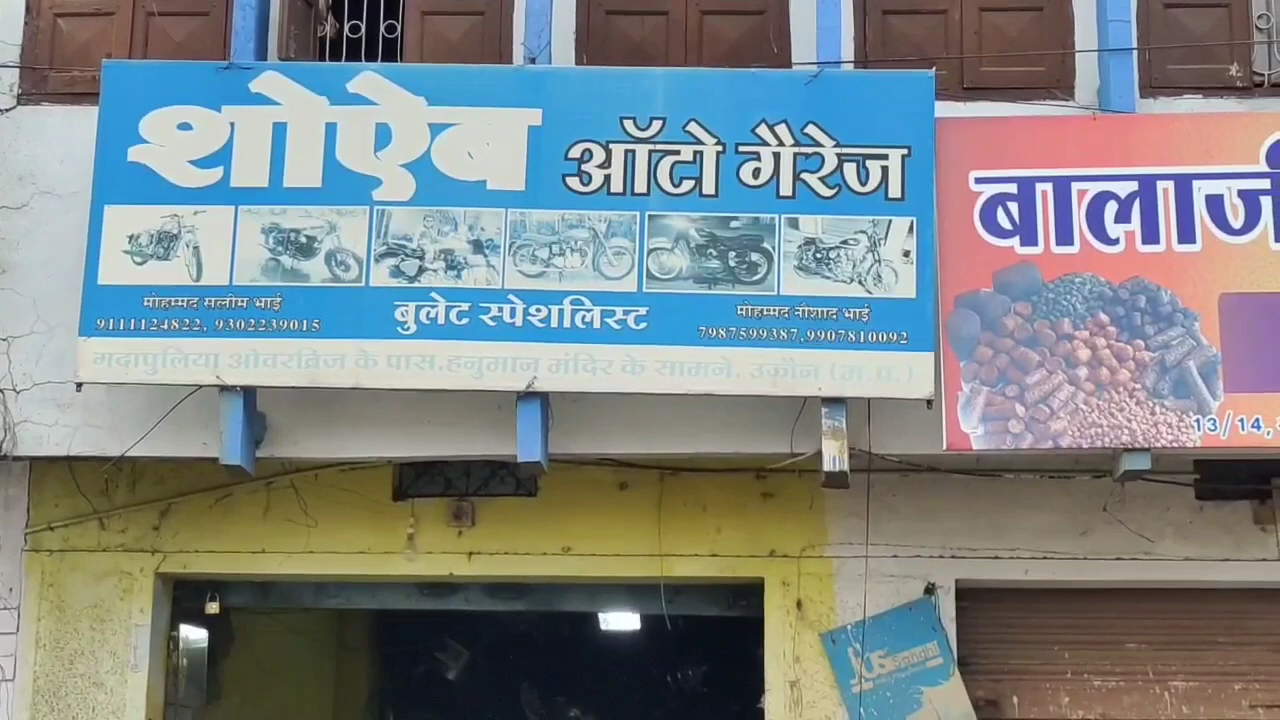 शोऐब ऑटो गैरेज
मोहम्मद सलीम भाई
9111124822, 9302239015
बुलेट स्पेशलिस्ट
मोहम्मद नौशाद भाई
7987599387,9907810092
गदापुलिया ओवरब्रिज के पास, हनुमान मंदिर के सामने, उज्जैन (म.प्र.)
बालाजी
13/14,
Sanghi